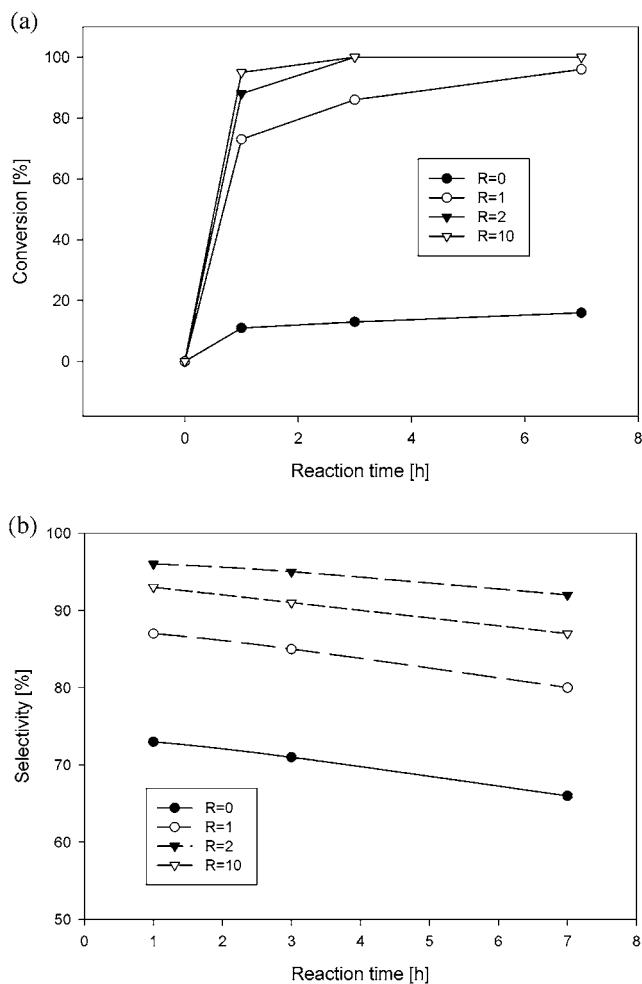 (a)
100
80
60
40
20
0
Conversion [%]
R=0
R=1
R=2
R=10
0
2
4
6
8
Reaction time [h]
(b)
100
90
80
70
60
50
Selectivity [%]
R=0
R=1
R=2
R=10
0
1
2
3
4
5
6
7
8
Reaction time [h]